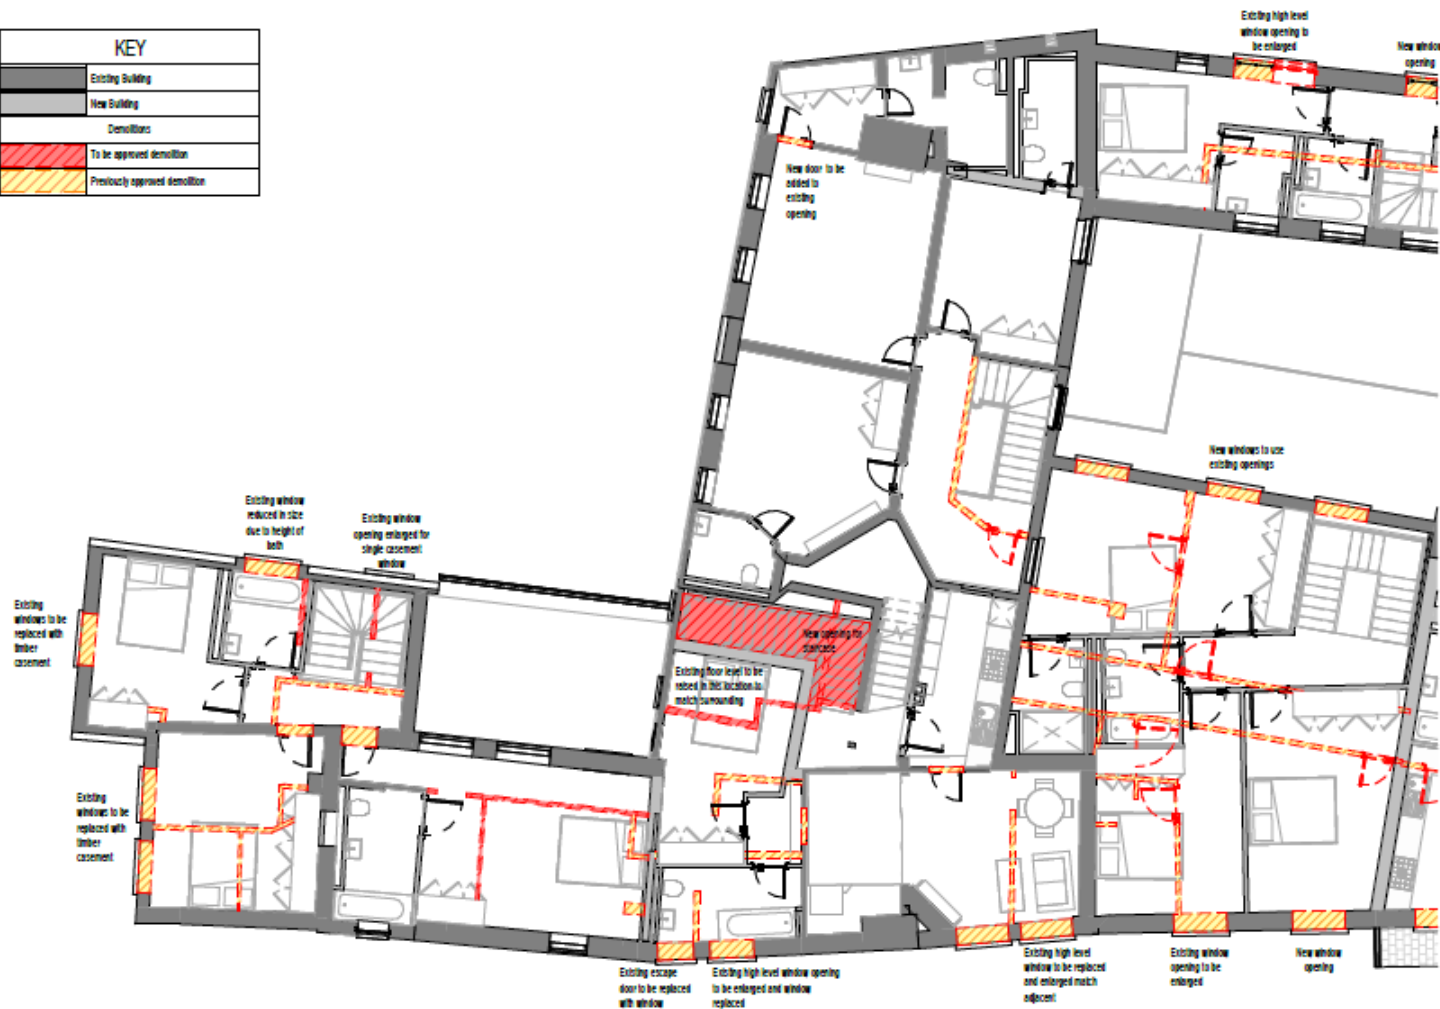 KEY
Existing Building
New Building
Demolitions
To be approved demolition
Previously approved demolition
Existing high level
window opening to
be enlarged
New window
opening
New door to be
added to
existing
opening
New windows to use
existing openings
Existing window
reduced in size
due to height of
bath
Existing window
opening enlarged for
single casement
window
Existing
windows to be
replaced with
timber
casement
New opening for
staircase
Existing floor level to be
raised in this location to
match surrounding
Existing
windows to be
replaced with
timber
casement
Existing escape
door to be replaced
with window
Existing high level window opening
to be enlarged and window
replaced
Existing high level
window to be replaced
and enlarged match
adjacent
Existing window
opening to be
enlarged
New window
opening